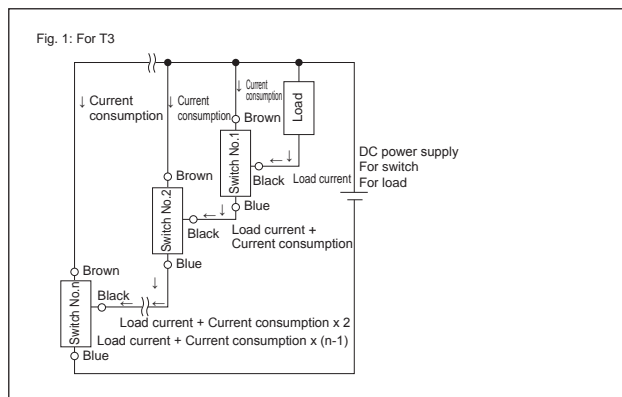 Fig. 1: For T3
↓ Current consumption
↓ Current consumption
↓ Current consumption
Brown
Load
Switch No.1
DC power supply
For switch
For load
Black
Load current
Brown
Blue
Switch No.2
Black
Load current +
Current consumption
Blue
Brown
Switch No.n
Black
Load current + Current consumption x 2
Load current + Current consumption x (n-1)
Blue